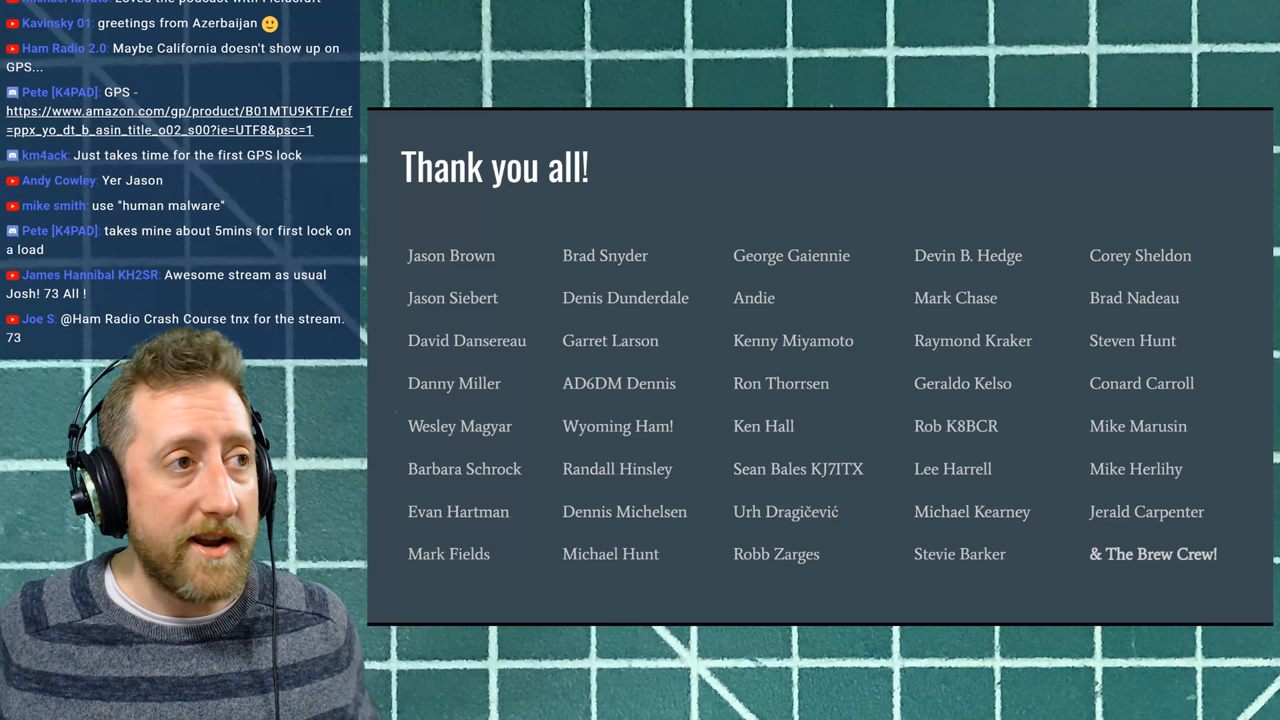 Kavinsky 01: greetings from Azerbaijan 🙂
Ham Radio 2.0: Maybe California doesn't show up on
GPS...
Pete [K4PAD]: GPS -
https://www.amazon.com/gp/product/B01MTU9KTF/ref
=ppx_yo_dt_b_asin_title_o02_s00?ie=UTF8&psc=1
km4ack: Just takes time for the first GPS lock
Andy Cowley: Yer Jason
mike smith: use "human malware"
Pete [K4PAD]: takes mine about 5mins for first lock on
a load
James Hannibal KH2SR: Awesome stream as usual
Josh! 73 All !
Joe S: @Ham Radio Crash Course tnx for the stream.
73
Thank you all!
Jason Brown Brad Snyder George Gaiennie Devin B. Hedge Corey Sheldon
Jason Siebert Denis Dunderdale Andie Mark Chase Brad Nadeau
David Dansereau Garret Larson Kenny Miyamoto Raymond Kraker Steven Hunt
Danny Miller AD6DM Dennis Ron Thorrsen Geraldo Kelso Conard Carroll
Wesley Magyar Wyoming Ham! Ken Hall Rob K8BCR Mike Marusin
Barbara Schrock Randall Hinsley Sean Bales KJ7ITX Lee Harrell Mike Herlihy
Evan Hartman Dennis Michelsen Urh Dragičević Michael Kearney Jerald Carpenter
Mark Fields Michael Hunt Robb Zarges Stevie Barker & The Brew Crew!